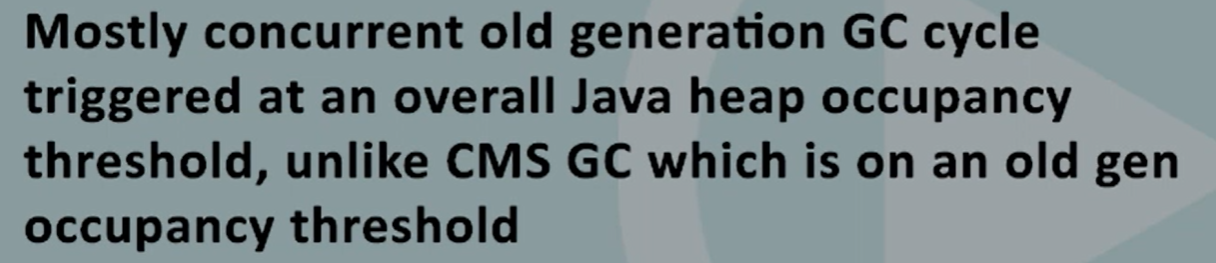 Mostly concurrent old generation GC cycle
triggered at an overall Java heap occupancy
threshold, unlike CMS GC which is on an old gen
occupancy threshold